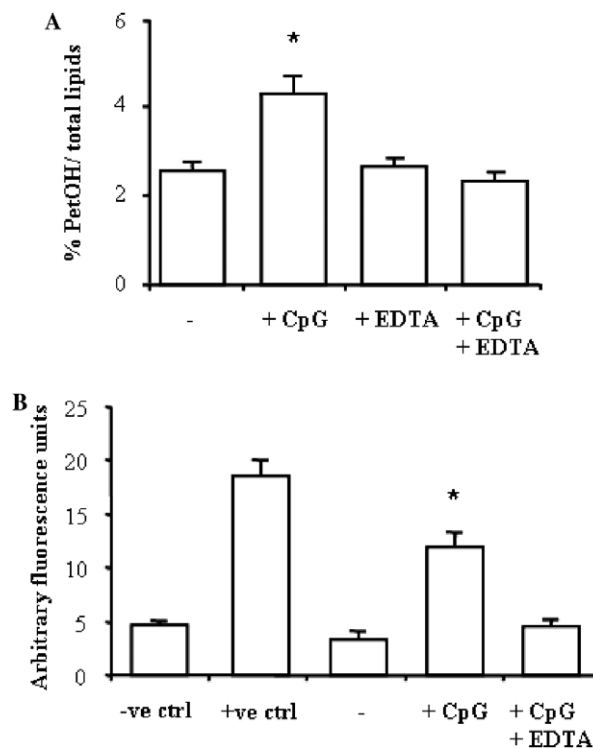 A
6
*
4
2
0
% PetOH/ total lipids
-
+ CpG
+ EDTA
+ CpG
+ EDTA
B
25
20
15
10
5
0
*
Arbitrary fluorescence units
-ve ctrl
+ve ctrl
-
+ CpG
+ CpG
+ EDTA